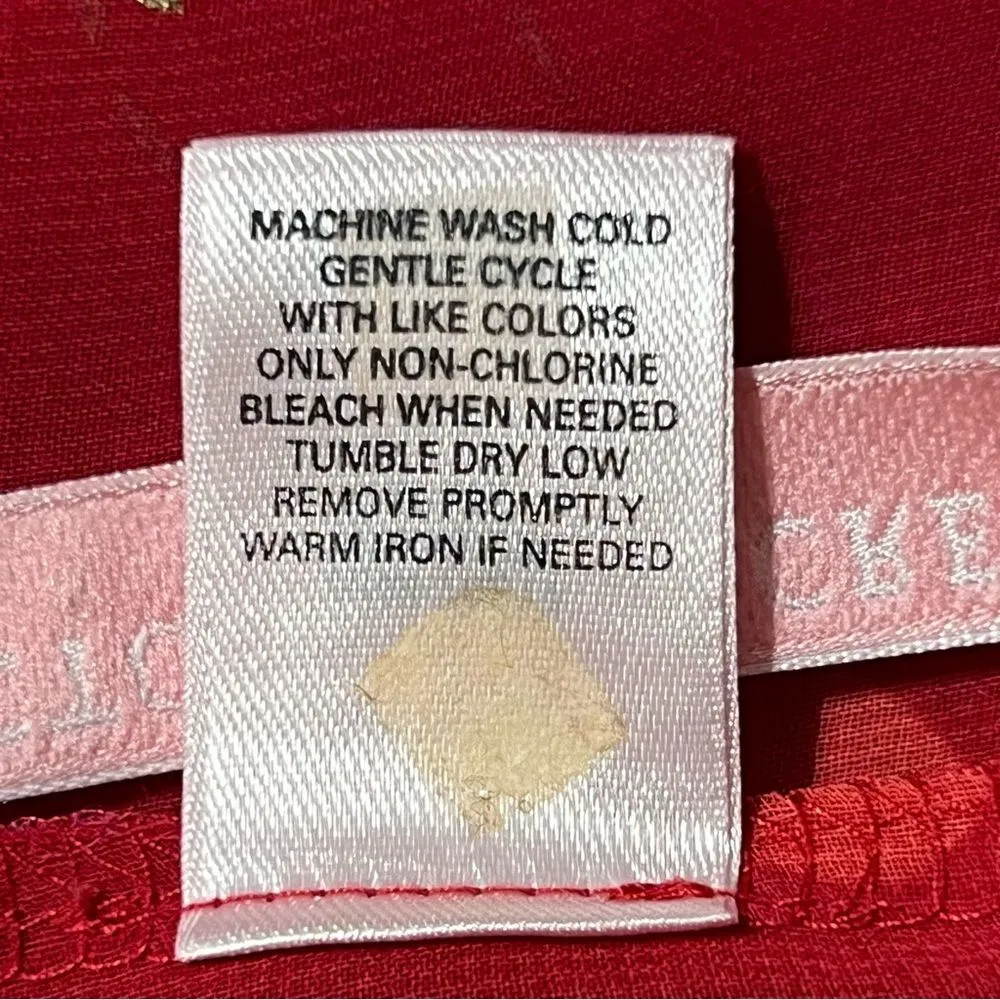 MACHINE WASH COLD
GENTLE CYCLE
WITH LIKE COLORS
ONLY NON-CHLORINE
BLEACH WHEN NEEDED
TUMBLE DRY LOW
REMOVE PROMPTLY
WARM IRON IF NEEDED